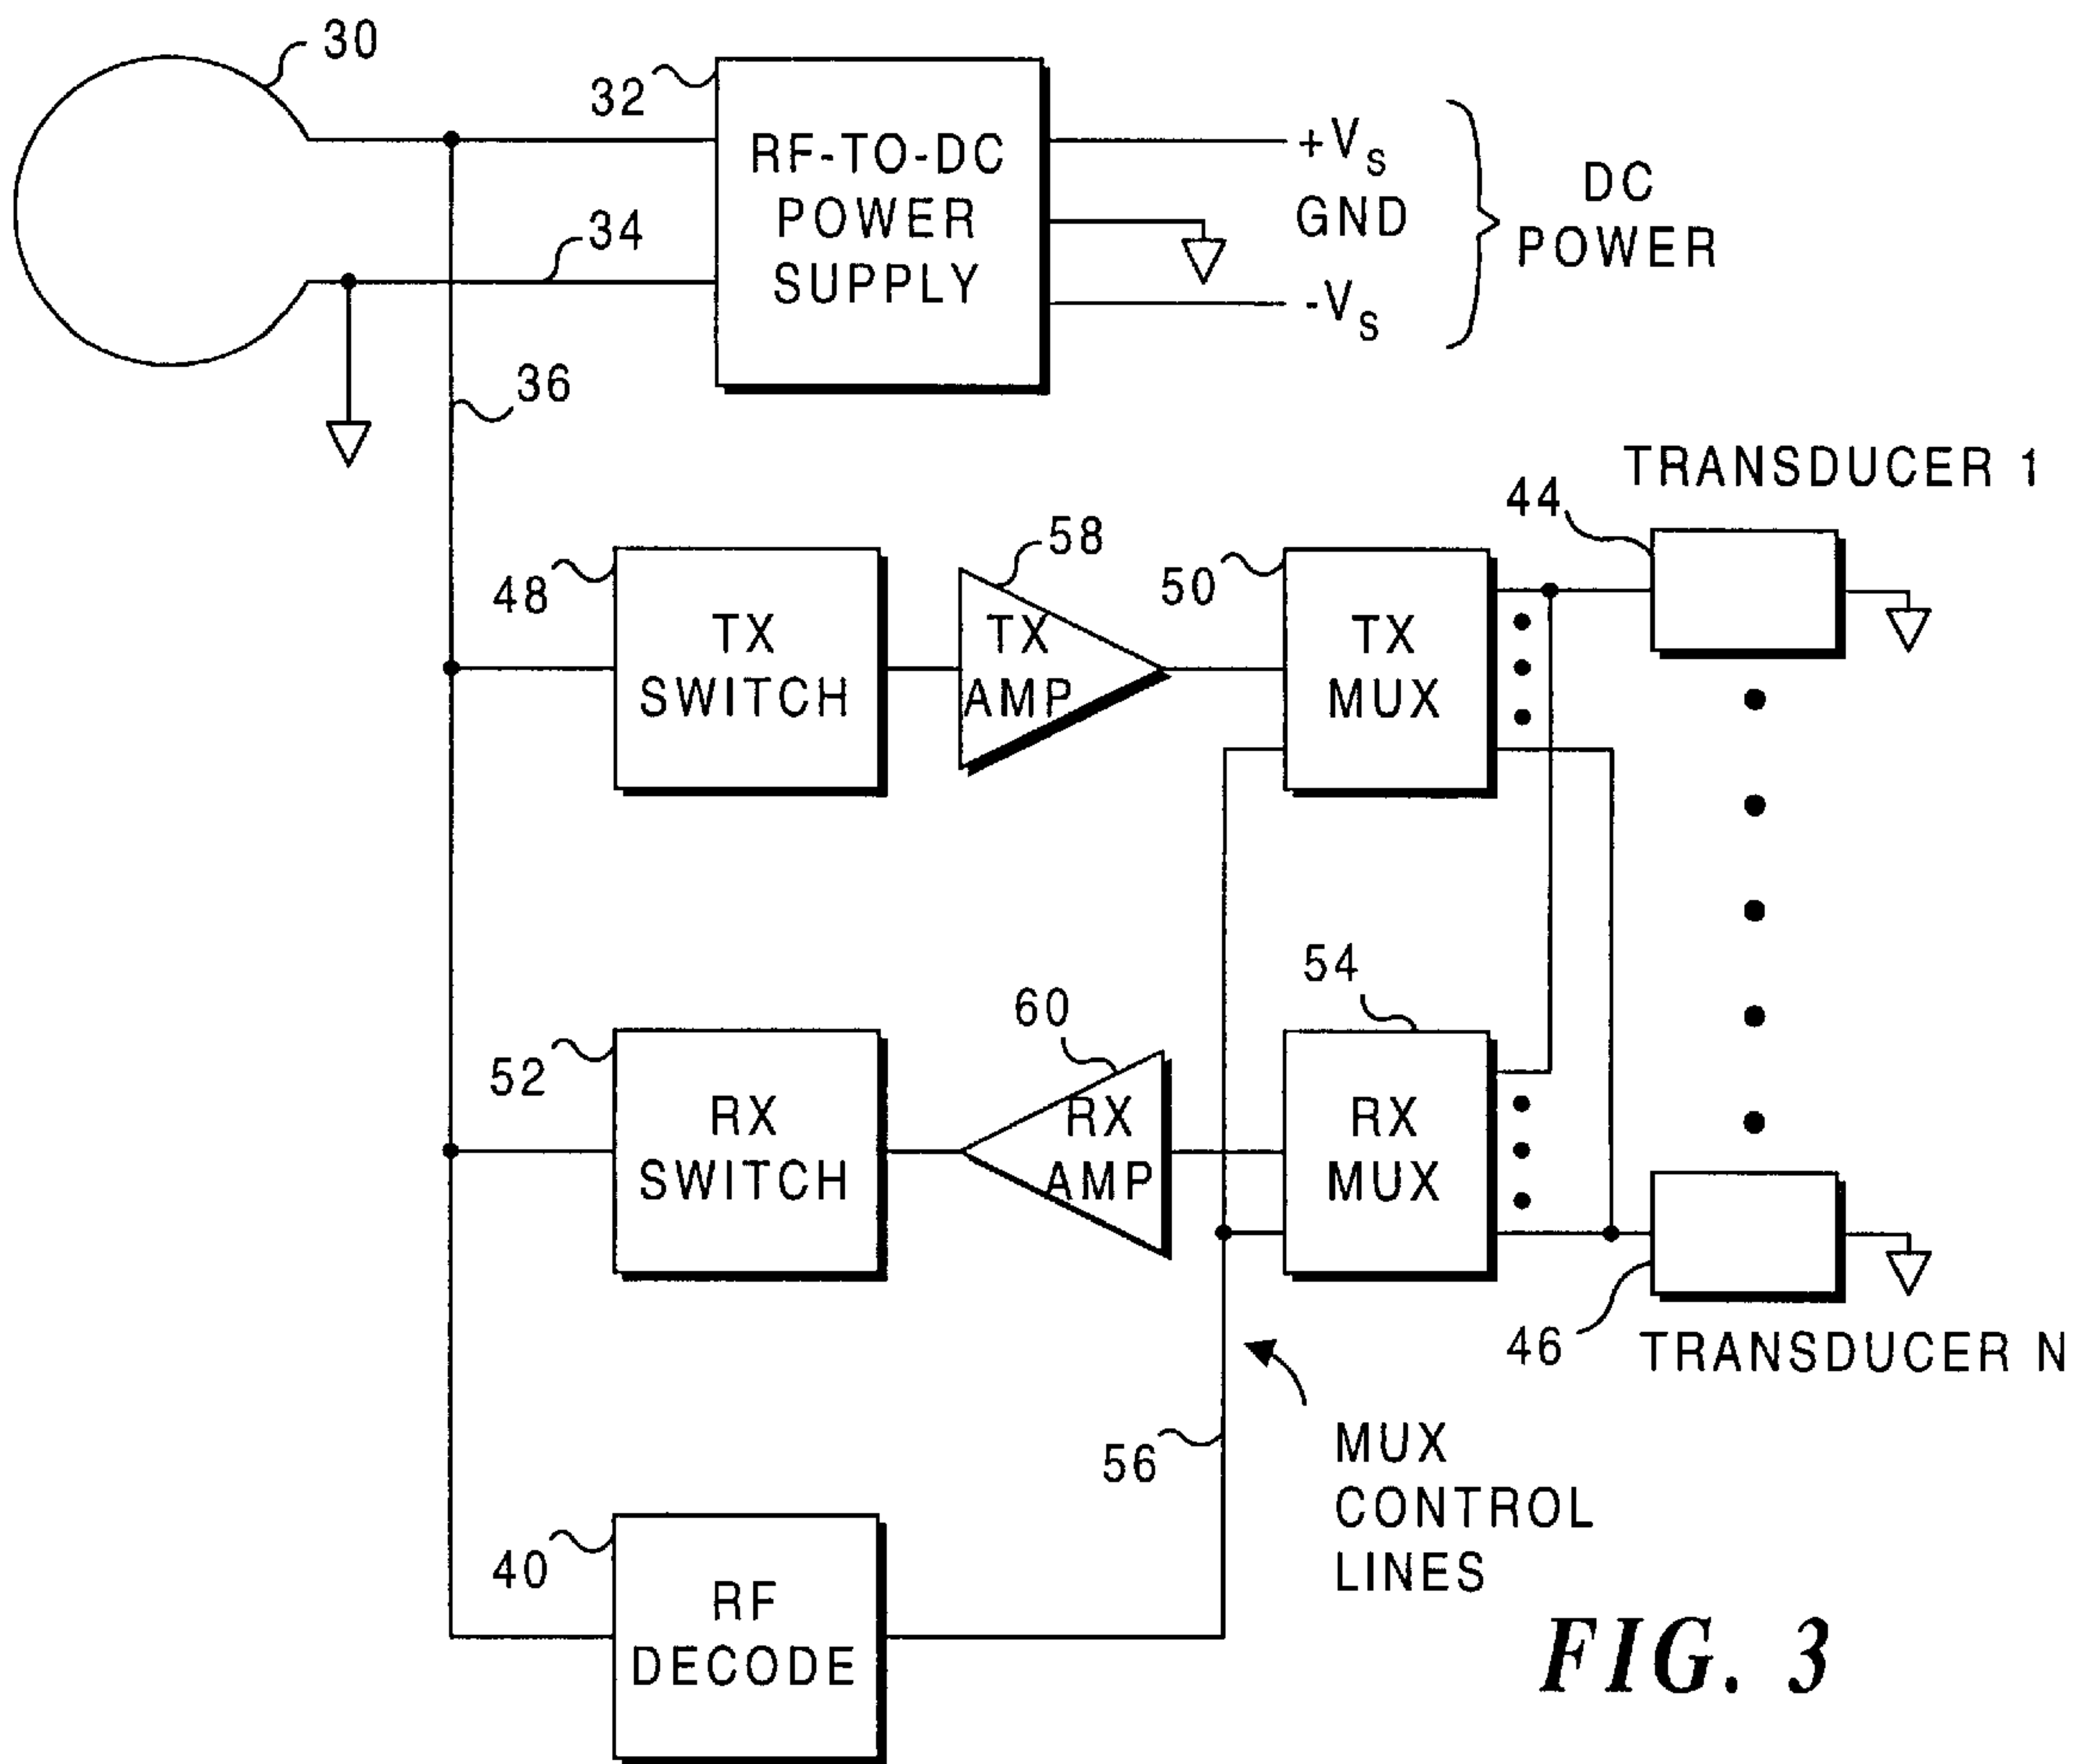 30
32
RF-TO-DC
POWER
SUPPLY
+VS
GND
-VS
DC
POWER
34
36
TRANSDUCER 1
44
48
TX
SWITCH
58
TX
AMP
50
TX
MUX
52
RX
SWITCH
60
RX
AMP
54
RX
MUX
46
TRANSDUCER N
56
MUX
CONTROL
LINES
40
RF
DECODE
FIG. 3